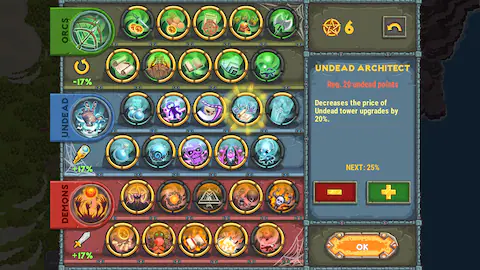 ORCS
-17%
UNDEAD
+17%
DEMONS
+17%
6
UNDEAD ARCHITECT
Req. 20 undead points
Decreases the price of
Undead tower upgrades by
20%.
NEXT: 25%
OK